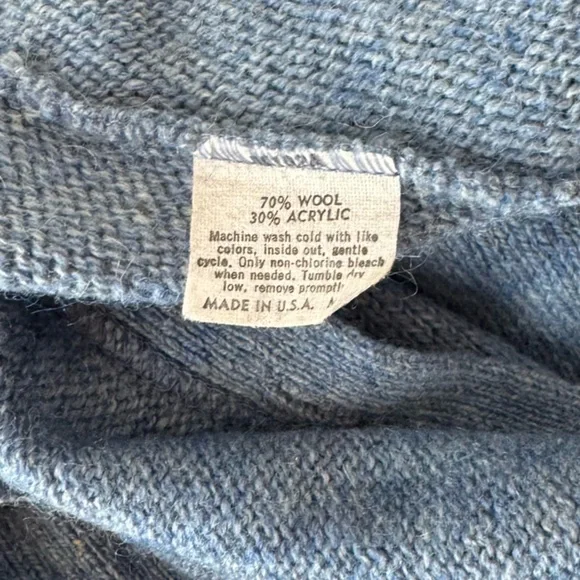 70% WOOL
30% ACRYLIC
Machine wash cold with like
colors, inside out, gentle
cycle. Only non-chlorine bleach
when needed. Tumble dry
low, remove promptl
MADE IN U.S.A.